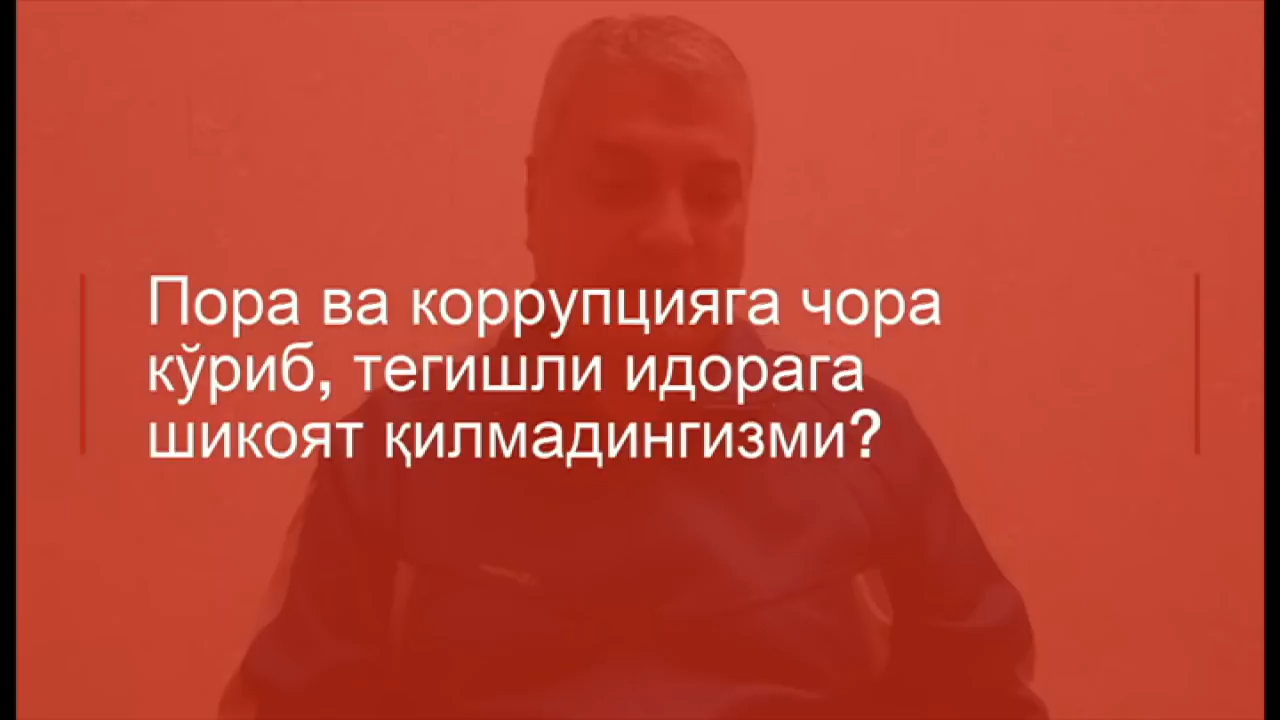 Пора ва коррупцияга чора
кўриб, тегишли идорага
шикоят қилмадингизми?